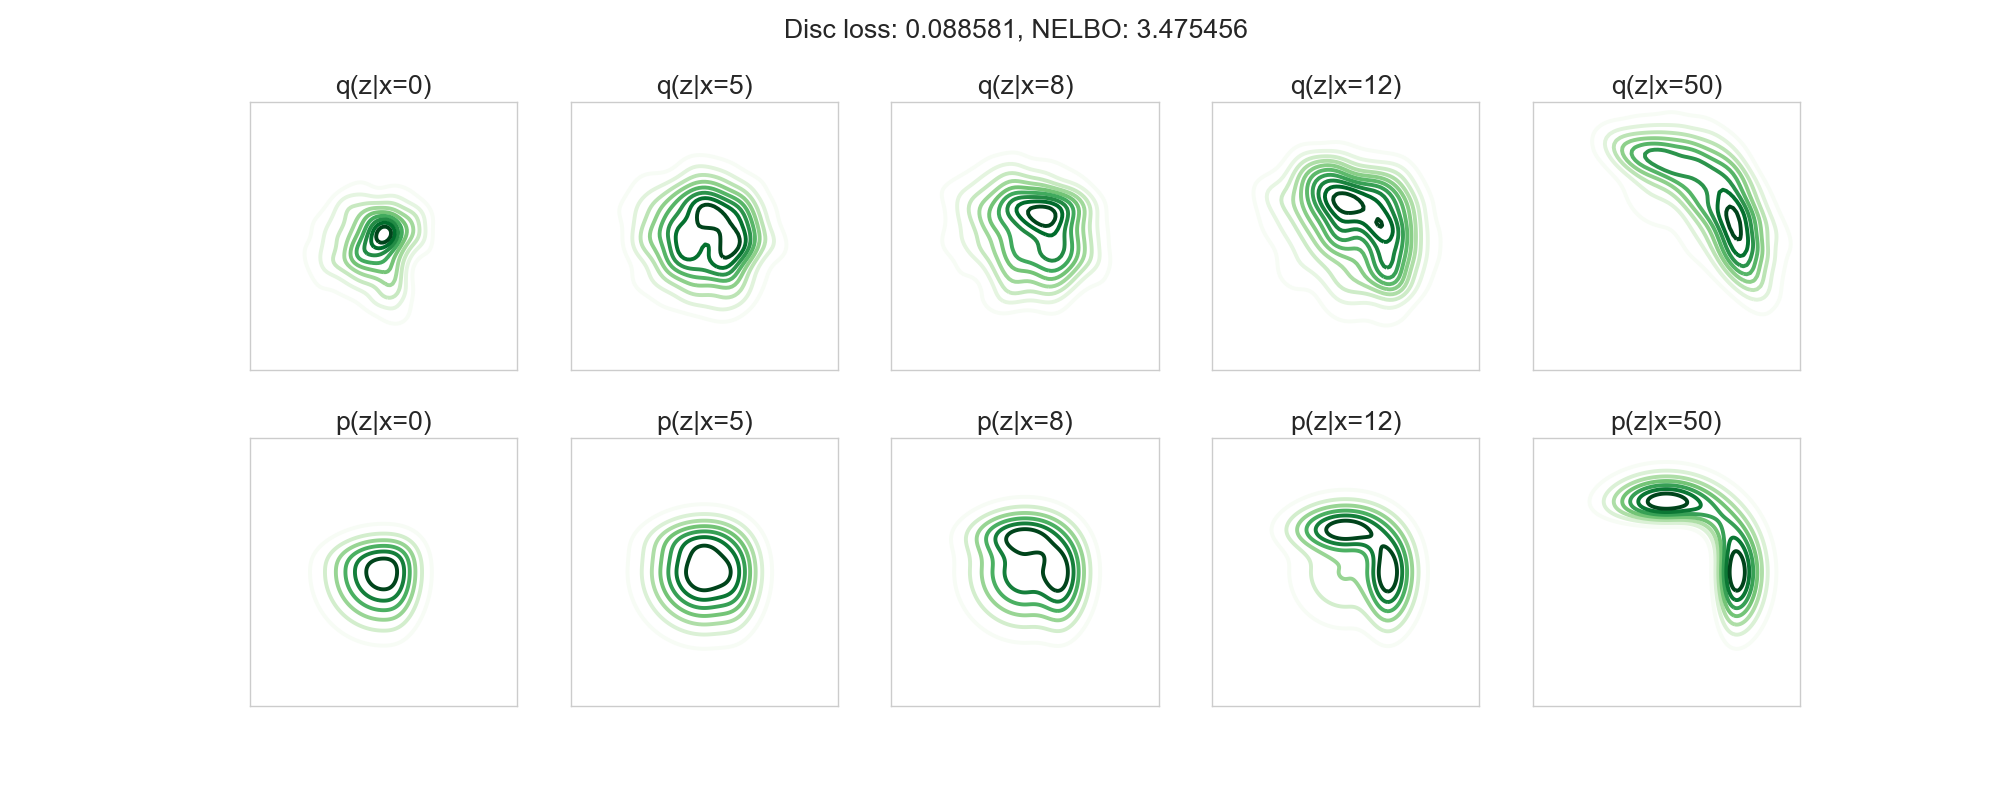 Disc loss: 0.088581, NELBO: 3.475456
q(z|x=0) q(z|x=5) q(z|x=8) q(z|x=12) q(z|x=50)
p(z|x=0) p(z|x=5) p(z|x=8) p(z|x=12) p(z|x=50)